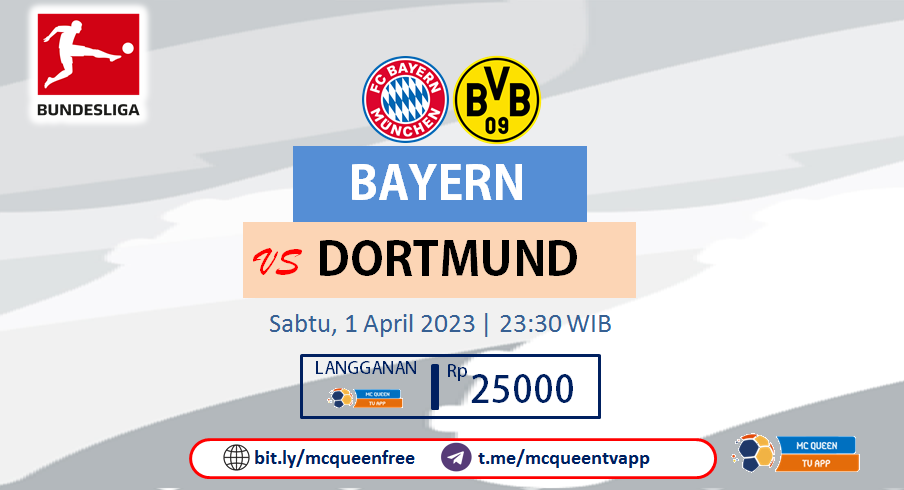 BUNDESLIGA
FC BAYERN
MÜNCHEN
BVB
09
BAYERN
VS DORTMUND
Sabtu, 1 April 2023 | 23:30 WIB
LANGGANAN
MC QUEEN
TV APP
Rp 25000
bit.ly/mcqueenfree
t.me/mcqueentvapp
MC QUEEN
TV APP